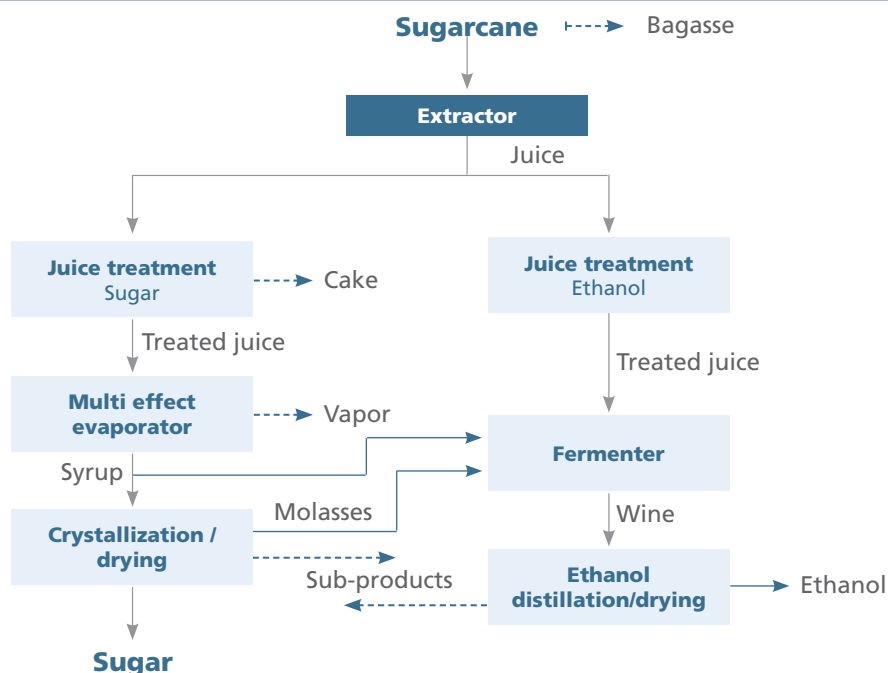 Sugarcane
Bagasse
Extractor
Juice
Juice treatment
Sugar
Cake
Juice treatment
Ethanol
Treated juice
Treated juice
Multi effect
evaporator
Vapor
Fermenter
Syrup
Molasses
Wine
Crystallization /
drying
Sub-products
Ethanol
distillation/drying
Ethanol
Sugar